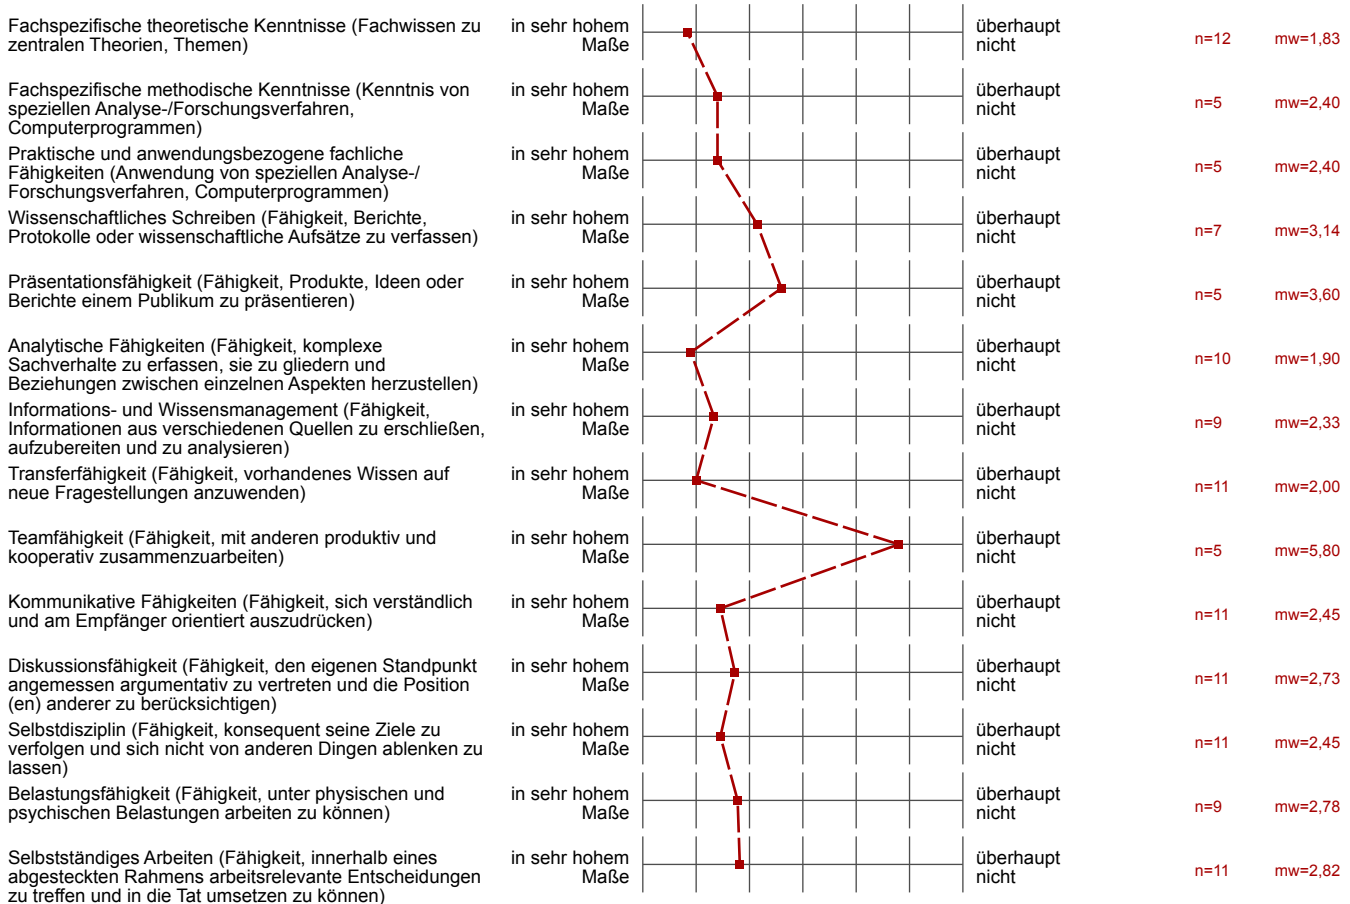 Fachspezifische theoretische Kenntnisse (Fachwissen zu
zentralen Theorien, Themen)
in sehr hohem
Maße
überhaupt
nicht
n=12
mw=1,83
Fachspezifische methodische Kenntnisse (Kenntnis von
speziellen Analyse-/Forschungsverfahren,
Computerprogrammen)
in sehr hohem
Maße
überhaupt
nicht
n=5
mw=2,40
Praktische und anwendungsbezogene fachliche
Fähigkeiten (Anwendung von speziellen Analyse-/
Forschungsverfahren, Computerprogrammen)
in sehr hohem
Maße
überhaupt
nicht
n=5
mw=2,40
Wissenschaftliches Schreiben (Fähigkeit, Berichte,
Protokolle oder wissenschaftliche Aufsätze zu verfassen)
in sehr hohem
Maße
überhaupt
nicht
n=7
mw=3,14
Präsentationsfähigkeit (Fähigkeit, Produkte, Ideen oder
Berichte einem Publikum zu präsentieren)
in sehr hohem
Maße
überhaupt
nicht
n=5
mw=3,60
Analytische Fähigkeiten (Fähigkeit, komplexe
Sachverhalte zu erfassen, sie zu gliedern und
Beziehungen zwischen einzelnen Aspekten herzustellen)
in sehr hohem
Maße
überhaupt
nicht
n=10
mw=1,90
Informations- und Wissensmanagement (Fähigkeit,
Informationen aus verschiedenen Quellen zu erschließen,
aufzubereiten und zu analysieren)
in sehr hohem
Maße
überhaupt
nicht
n=9
mw=2,33
Transferfähigkeit (Fähigkeit, vorhandenes Wissen auf
neue Fragestellungen anzuwenden)
in sehr hohem
Maße
überhaupt
nicht
n=11
mw=2,00
Teamfähigkeit (Fähigkeit, mit anderen produktiv und
kooperativ zusammenzuarbeiten)
in sehr hohem
Maße
überhaupt
nicht
n=5
mw=5,80
Kommunikative Fähigkeiten (Fähigkeit, sich verständlich
und am Empfänger orientiert auszudrücken)
in sehr hohem
Maße
überhaupt
nicht
n=11
mw=2,45
Diskussionsfähigkeit (Fähigkeit, den eigenen Standpunkt
angemessen argumentativ zu vertreten und die Position
(en) anderer zu berücksichtigen)
in sehr hohem
Maße
überhaupt
nicht
n=11
mw=2,73
Selbstdisziplin (Fähigkeit, konsequent seine Ziele zu
verfolgen und sich nicht von anderen Dingen ablenken zu
lassen)
in sehr hohem
Maße
überhaupt
nicht
n=11
mw=2,45
Belastungsfähigkeit (Fähigkeit, unter physischen und
psychischen Belastungen arbeiten zu können)
in sehr hohem
Maße
überhaupt
nicht
n=9
mw=2,78
Selbstständiges Arbeiten (Fähigkeit, innerhalb eines
abgesteckten Rahmens arbeitsrelevante Entscheidungen
zu treffen und in die Tat umsetzen zu können)
in sehr hohem
Maße
überhaupt
nicht
n=11
mw=2,82